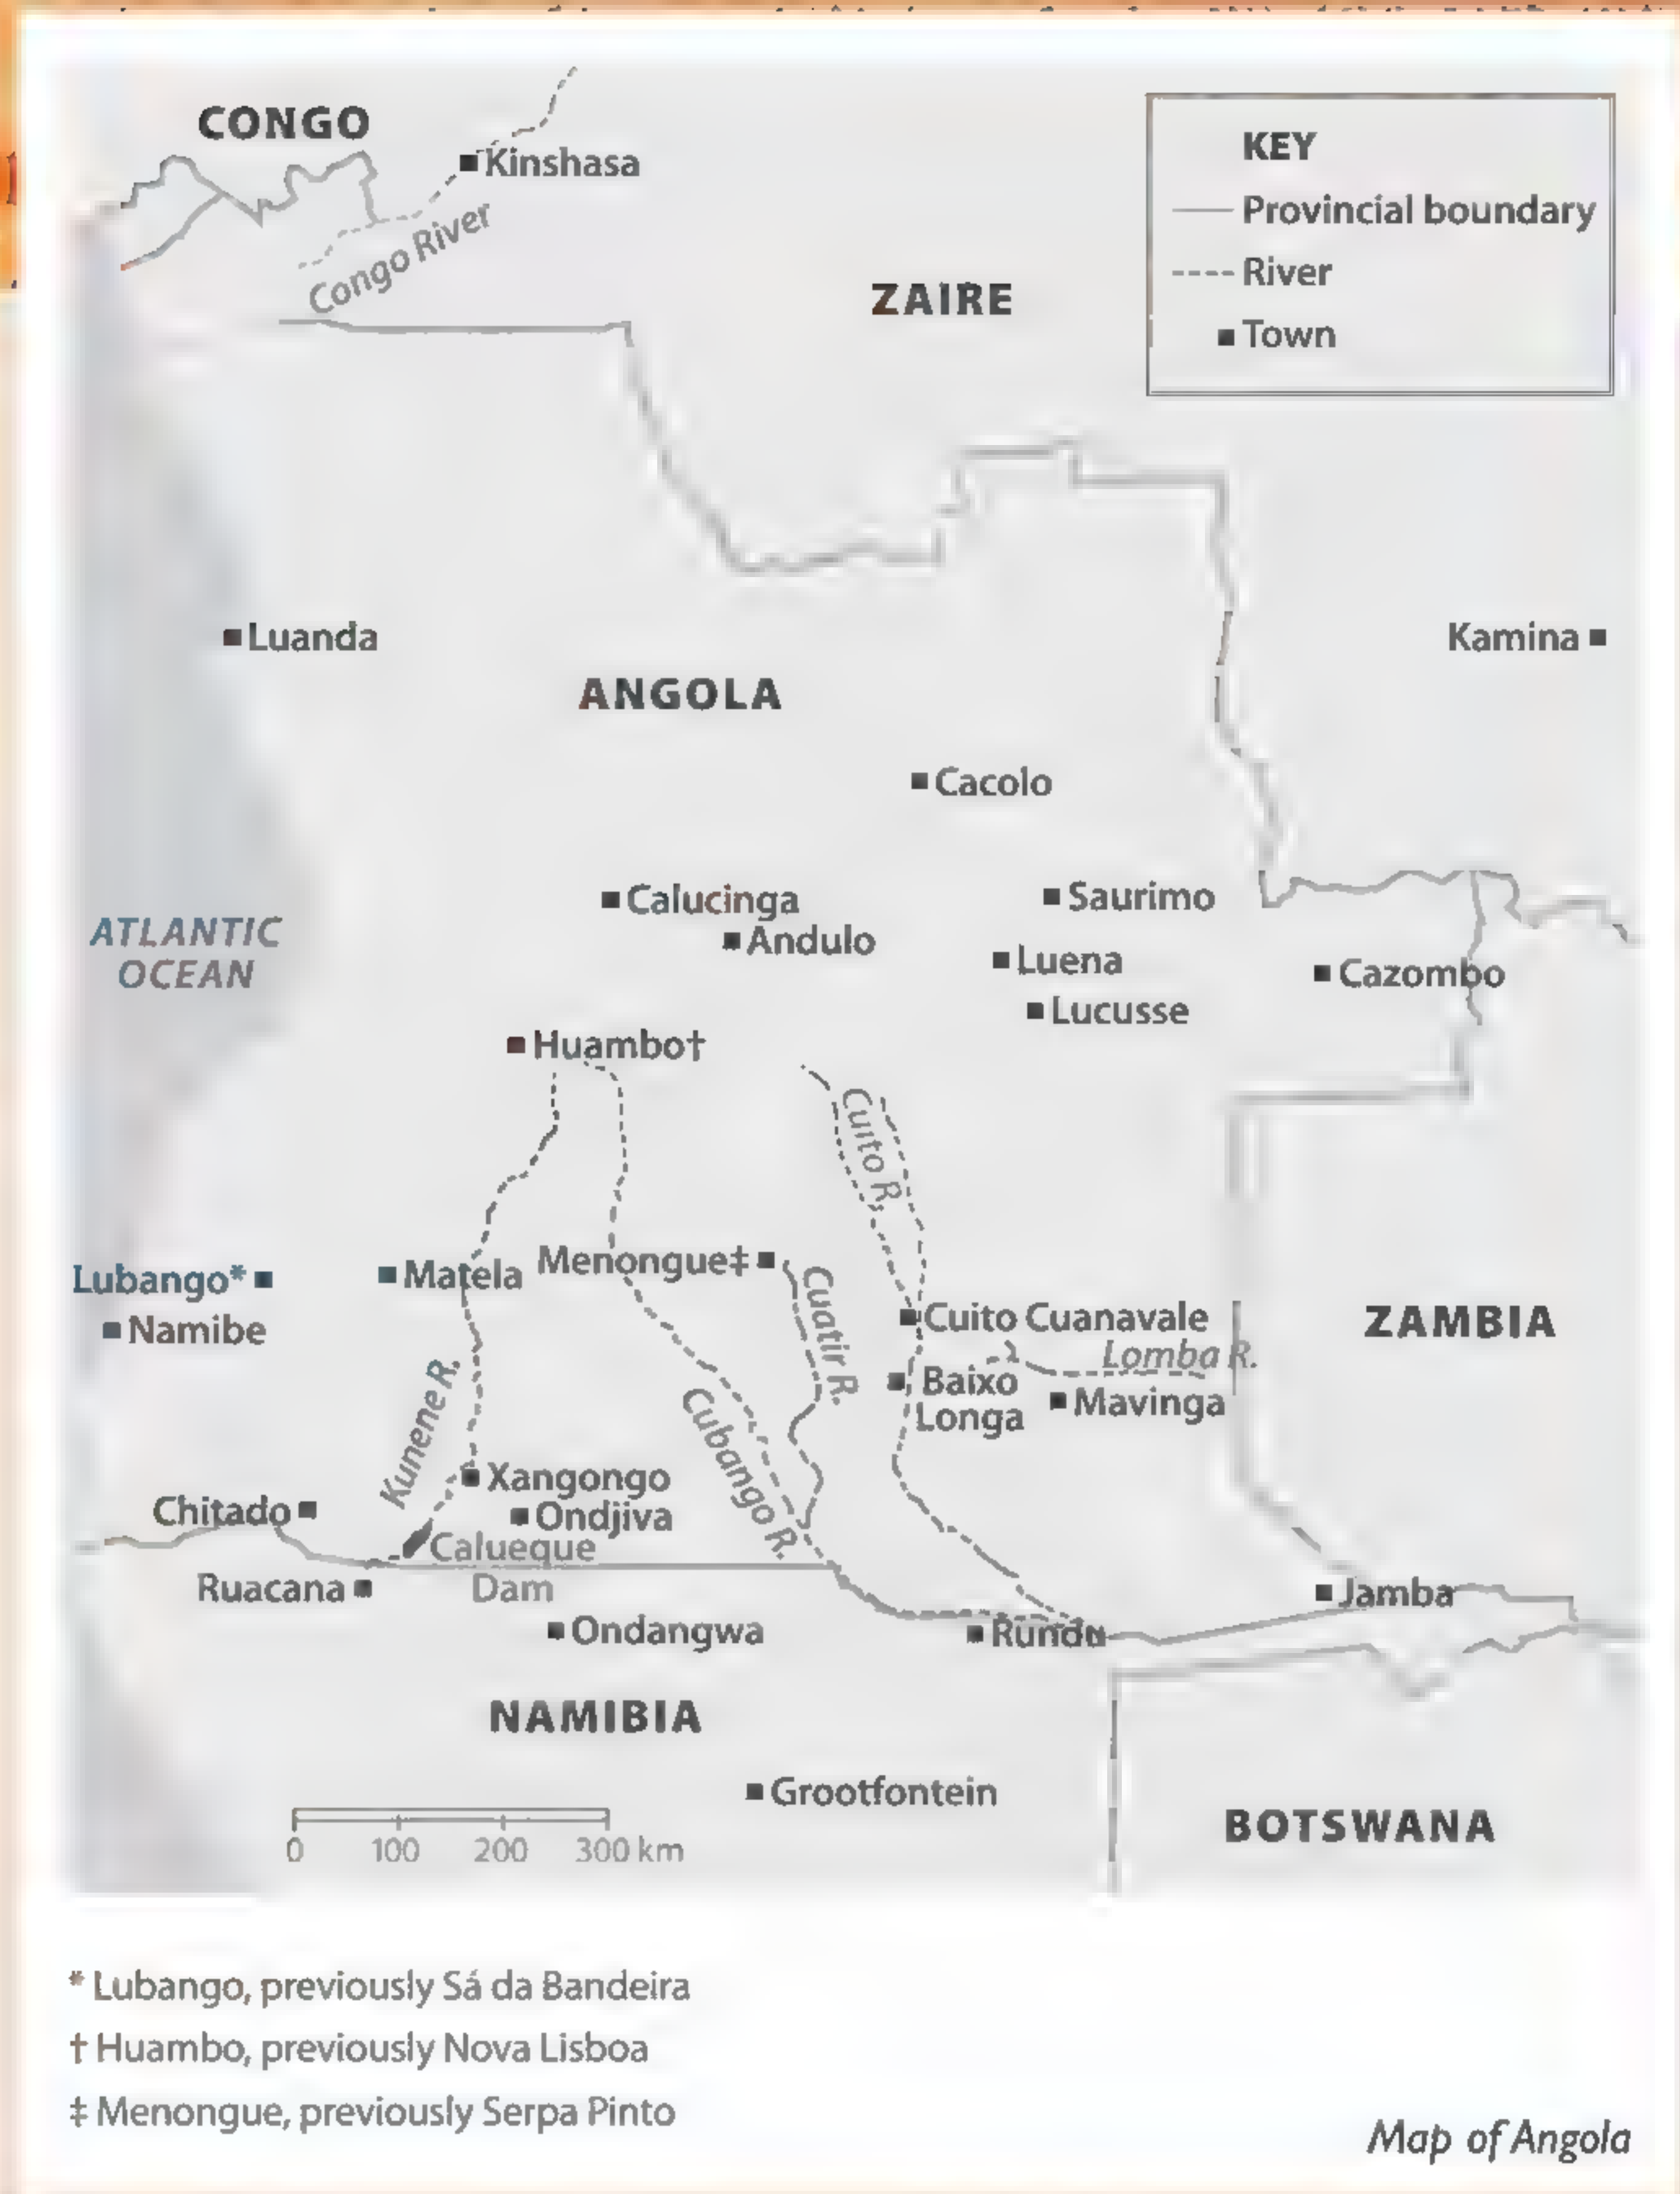 CONGO
Kinshasa
Congo River
ZAIRE
KEY
Provincial boundary
River
Town
Luanda
Kamina
ANGOLA
Cacolo
Calucinga
Saurimo
ATLANTIC
OCEAN
Andulo
Luena
Cazombo
Lucusse
Huambo†
Cuito R.
Lubango*
Matela
Menongue‡
Namibe
Cuatir R.
Cuito Cuanavale
ZAMBIA
Lomba R.
Kunene R.
Baixo
Longa
Mavinga
Cubango R.
Xangongo
Chitado
Ondjiva
Calueque
Dam
Ruacana
Jamba
Ondangwa
Rundu
NAMIBIA
Grootfontein
BOTSWANA
0 100 200 300 km
* Lubango, previously Sá da Bandeira
† Huambo, previously Nova Lisboa
‡ Menongue, previously Serpa Pinto
Map of Angola